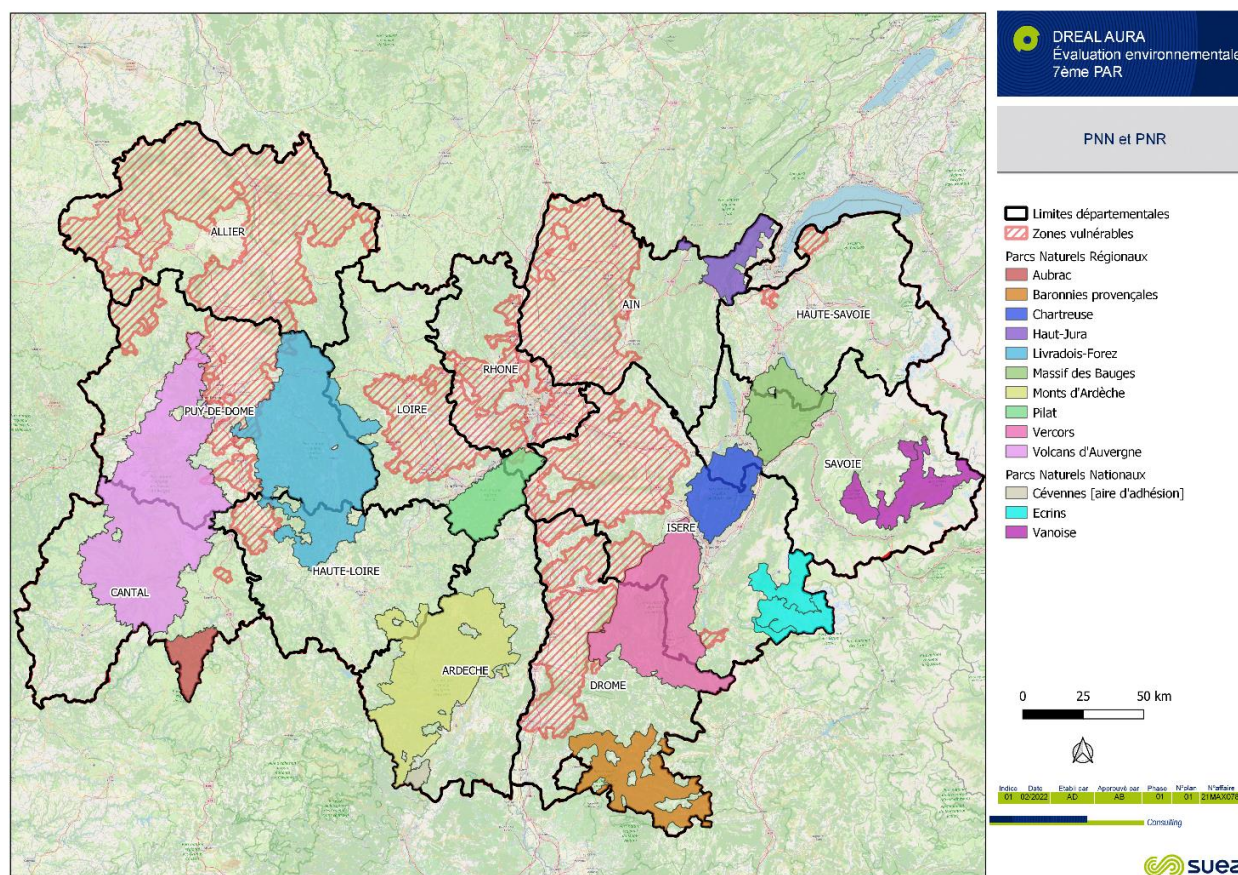 DREAL AURA
Évaluation environnementale
7ème PAR
PNN et PNR
Limites départementales
Zones vulnérables
Parcs Naturels Régionaux
Aubrac
Baronnies provençales
Chartreuse
Haut-Jura
Livradois-Forez
Massif des Bauges
Monts d'Ardèche
Pilat
Vercors
Volcans d'Auvergne
Parcs Naturels Nationaux
Cévennes [aire d'adhésion]
Ecrins
Vanoise
ALLIER
AIN
HAUTE-SAVOIE
RHONE
PUY-DE-DOME
LOIRE
SAVOIE
ISERE
HAUTE-LOIRE
CANTAL
ARDECHE
DROME
0 25 50 km
Indice Date Etabli par Approuvé par Phase N°plan N°affaire
01 02/2022 AD AB 01 01 21MAX078
Consulting
suez